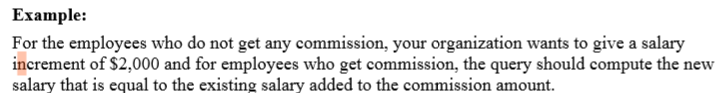 Example:
For the employees who do not get any commission, your organization wants to give a salary
increment of $2,000 and for employees who get commission, the query should compute the new
salary that is equal to the existing salary added to the commission amount.